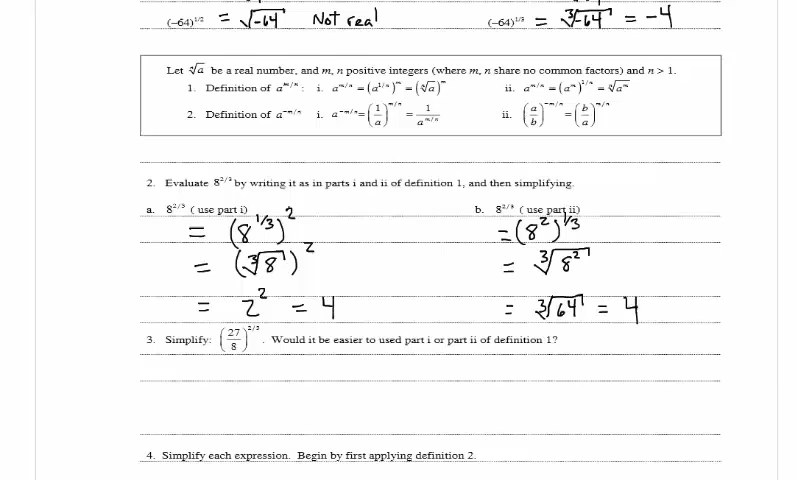 (–64)^{1/2} = √-64 Not real (–64)^{1/3} = ∛-64 = -4
Let ⁿ√a be a real number, and m, n positive integers (where m, n share no common factors) and n > 1.
1. Definition of a^{m/n}: i. a^{m/n} = (a^{1/n})^m = (ⁿ√a)^m ii. a^{m/n} = (a^m)^{1/n} = ⁿ√a^m
2. Definition of a^{-m/n} i. a^{-m/n} = (1/a)^{m/n} = 1/a^{m/n} ii. (a/b)^{-m/n} = (b/a)^{m/n}
2. Evaluate 8^{2/3} by writing it as in parts i and ii of definition 1, and then simplifying.
a. 8^{2/3} ( use part i) b. 8^{2/3} ( use part ii)
= (8^{1/3})^2 = (8^2)^{1/3}
= (∛8)^2 = ∛8^2
= 2^2 = 4 = ∛64 = 4
3. Simplify: (27/8)^{2/3}. Would it be easier to used part i or part ii of definition 1?
4. Simplify each expression. Begin by first applying definition 2.